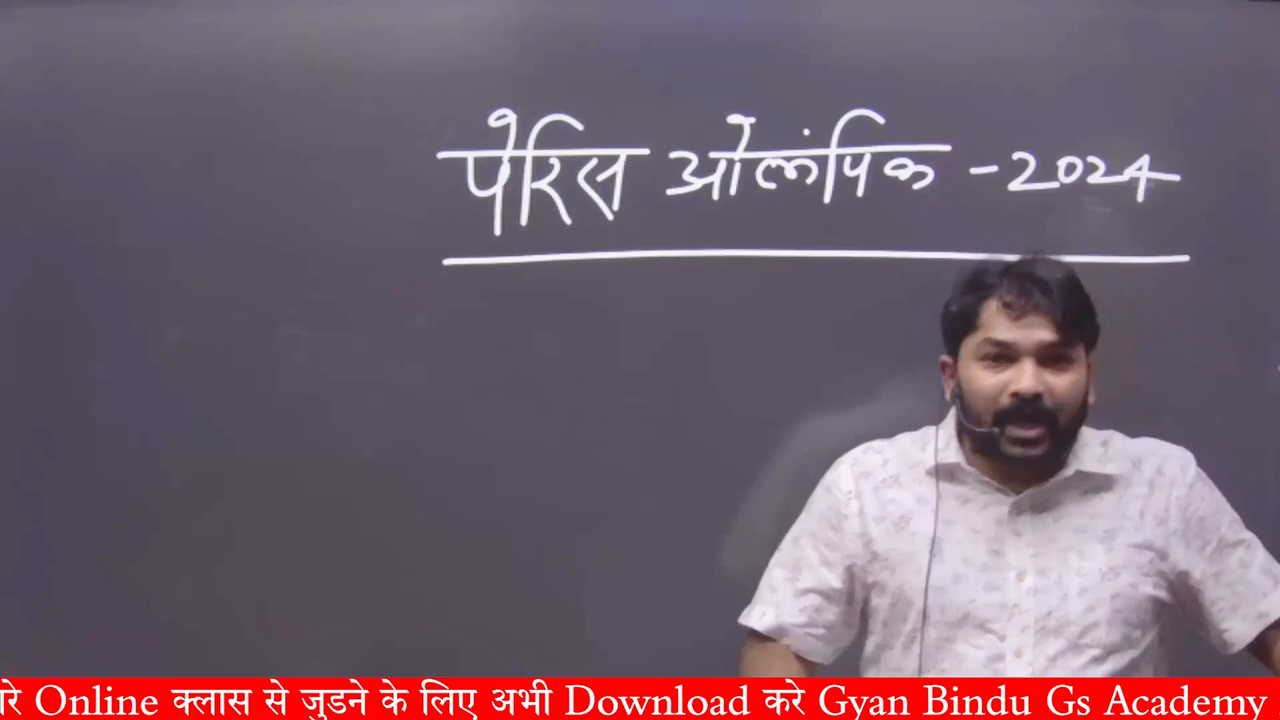 पेरिस ओलंपिक - 2024
रे Online क्लास से जुडने के लिए अभी Download करे Gyan Bindu Gs Academy